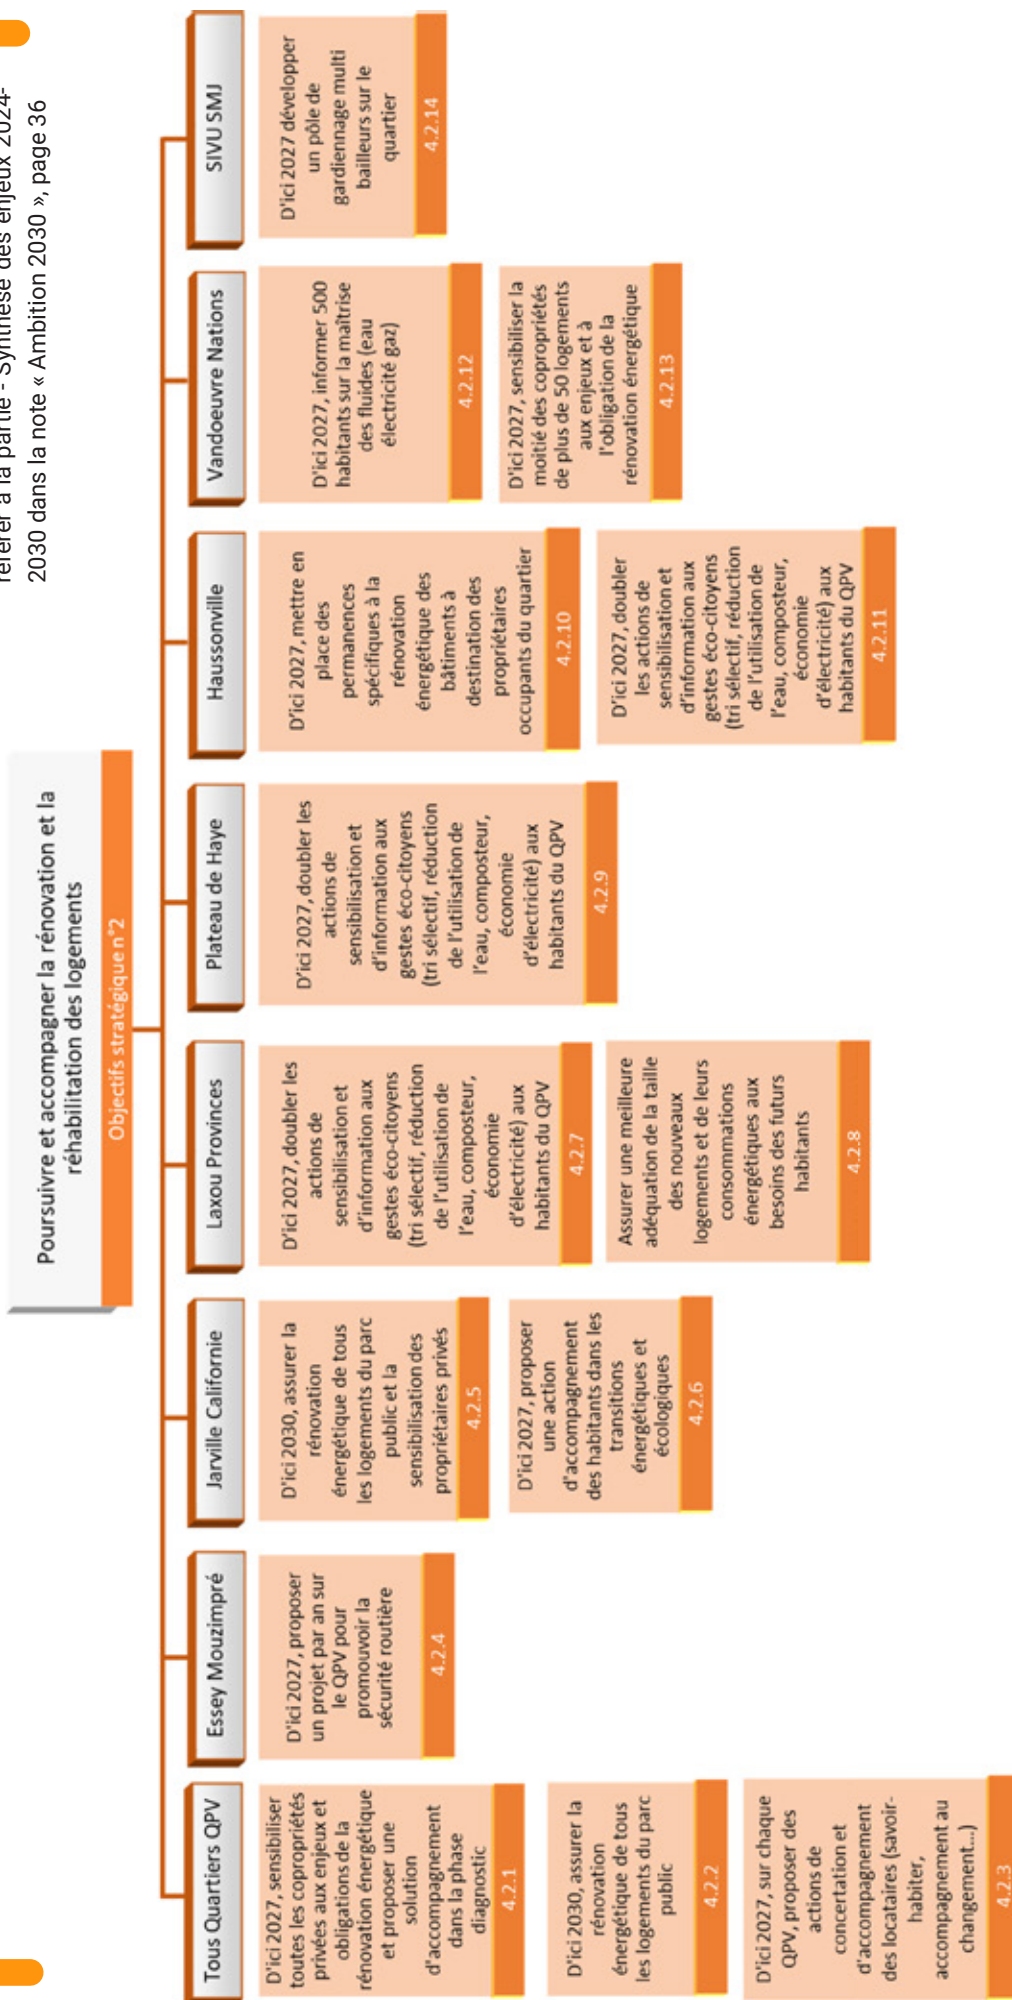 référer à la partie - Synthèse des enjeux 2024-
2030 dans la note « Ambition 2030 », page 36
Poursuivre et accompagner la rénovation et la
réhabilitation des logements
Objectifs stratégique n°2
Tous Quartiers QPV
D'ici 2027, sensibiliser
toutes les copropriétés
privées aux enjeux et
obligations de la
rénovation énergétique
et proposer une
solution
d'accompagnement
dans la phase
diagnostic
4.2.1
D'ici 2030, assurer la
rénovation
énergétique de tous
les logements du parc
public
4.2.2
D'ici 2027, sur chaque
QPV, proposer des
actions de
concertation et
d'accompagnement
des locataires (savoir-
habiter,
accompagnement au
changement...)
4.2.3
Essey Mouzimpré
D'ici 2027, proposer
un projet par an sur
le QPV pour
promouvoir la
sécurité routière
4.2.4
Jarville Californie
D'ici 2030, assurer la
rénovation
énergétique de tous
les logements du parc
public et la
sensibilisation des
propriétaires privés
4.2.5
D'ici 2027, proposer
une action
d'accompagnement
des habitants dans les
transitions
énergétiques et
écologiques
4.2.6
Laxou Provinces
D'ici 2027, doubler les
actions de
sensibilisation et
d'information aux
gestes éco-citoyens
(tri sélectif, réduction
de l'utilisation de
l'eau, composteur,
économie
d'électricité) aux
habitants du QPV
4.2.7
Assurer une meilleure
adéquation de la taille
des nouveaux
logements et de leurs
consommations
énergétiques aux
besoins des futurs
habitants
4.2.8
Plateau de Haye
D'ici 2027, doubler les
actions de
sensibilisation et
d'information aux
gestes éco-citoyens
(tri sélectif, réduction
de l'utilisation de
l'eau, composteur,
économie
d'électricité) aux
habitants du QPV
4.2.9
Haussonville
D'ici 2027, mettre en
place des
permanences
spécifiques à la
rénovation
énergétique des
bâtiments à
destination des
propriétaires
occupants du quartier
4.2.10
D'ici 2027, doubler
les actions de
sensibilisation et
d'information aux
gestes éco-citoyens
(tri sélectif, réduction
de l'utilisation de
l'eau, composteur,
économie
d'électricité) aux
habitants du QPV
4.2.11
Vandoeuvre Nations
D'ici 2027, informer 500
habitants sur la maîtrise
des fluides (eau
électricité gaz)
4.2.12
D'ici 2027, sensibiliser la
moitié des copropriétés
de plus de 50 logements
aux enjeux et à
l'obligation de la
rénovation énergétique
4.2.13
SIVU SMJ
D'ici 2027 développer
un pôle de
gardiennage multi
bailleurs sur le
quartier
4.2.14